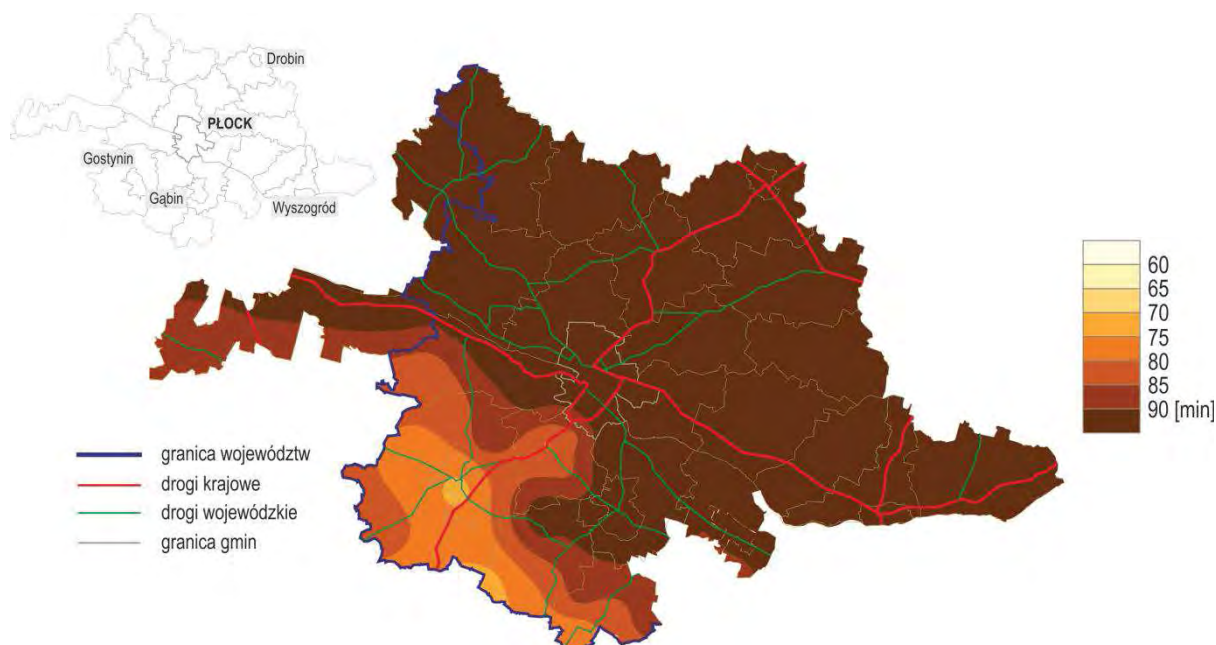 Drobin
PŁOCK
Gostynin
Gąbin
Wyszogród
60
65
70
75
80
85
90 [min]
granica województw
drogi krajowe
drogi wojewódzkie
granica gmin